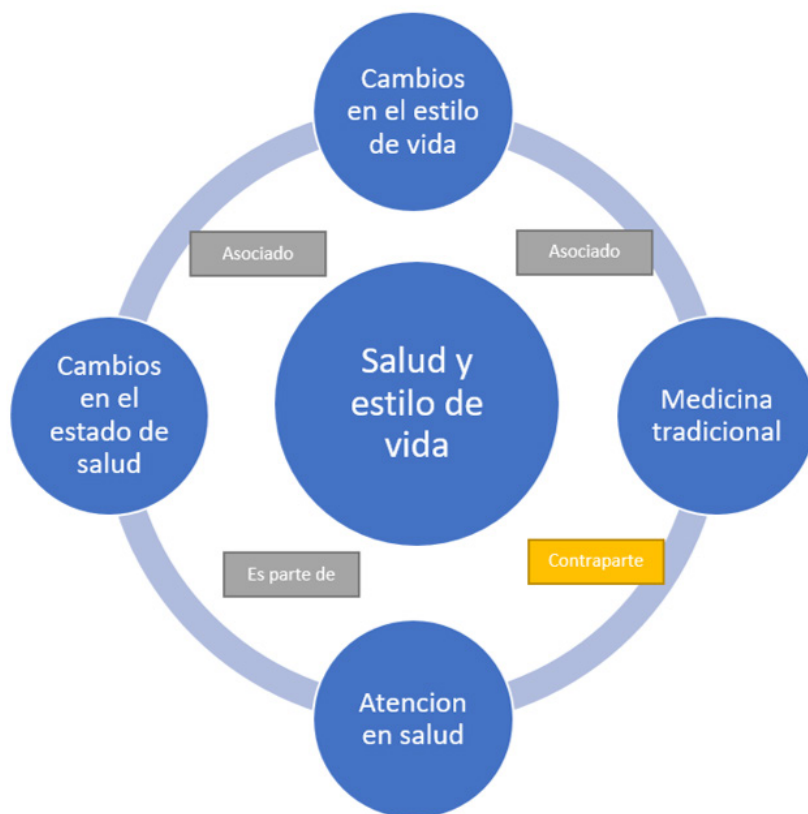 Cambios
en el estilo
de vida
Asociado
Asociado
Salud y
estilo de
vida
Cambios
en el
estado de
salud
Medicina
tradicional
Es parte de
Contraparte
Atencion
en salud